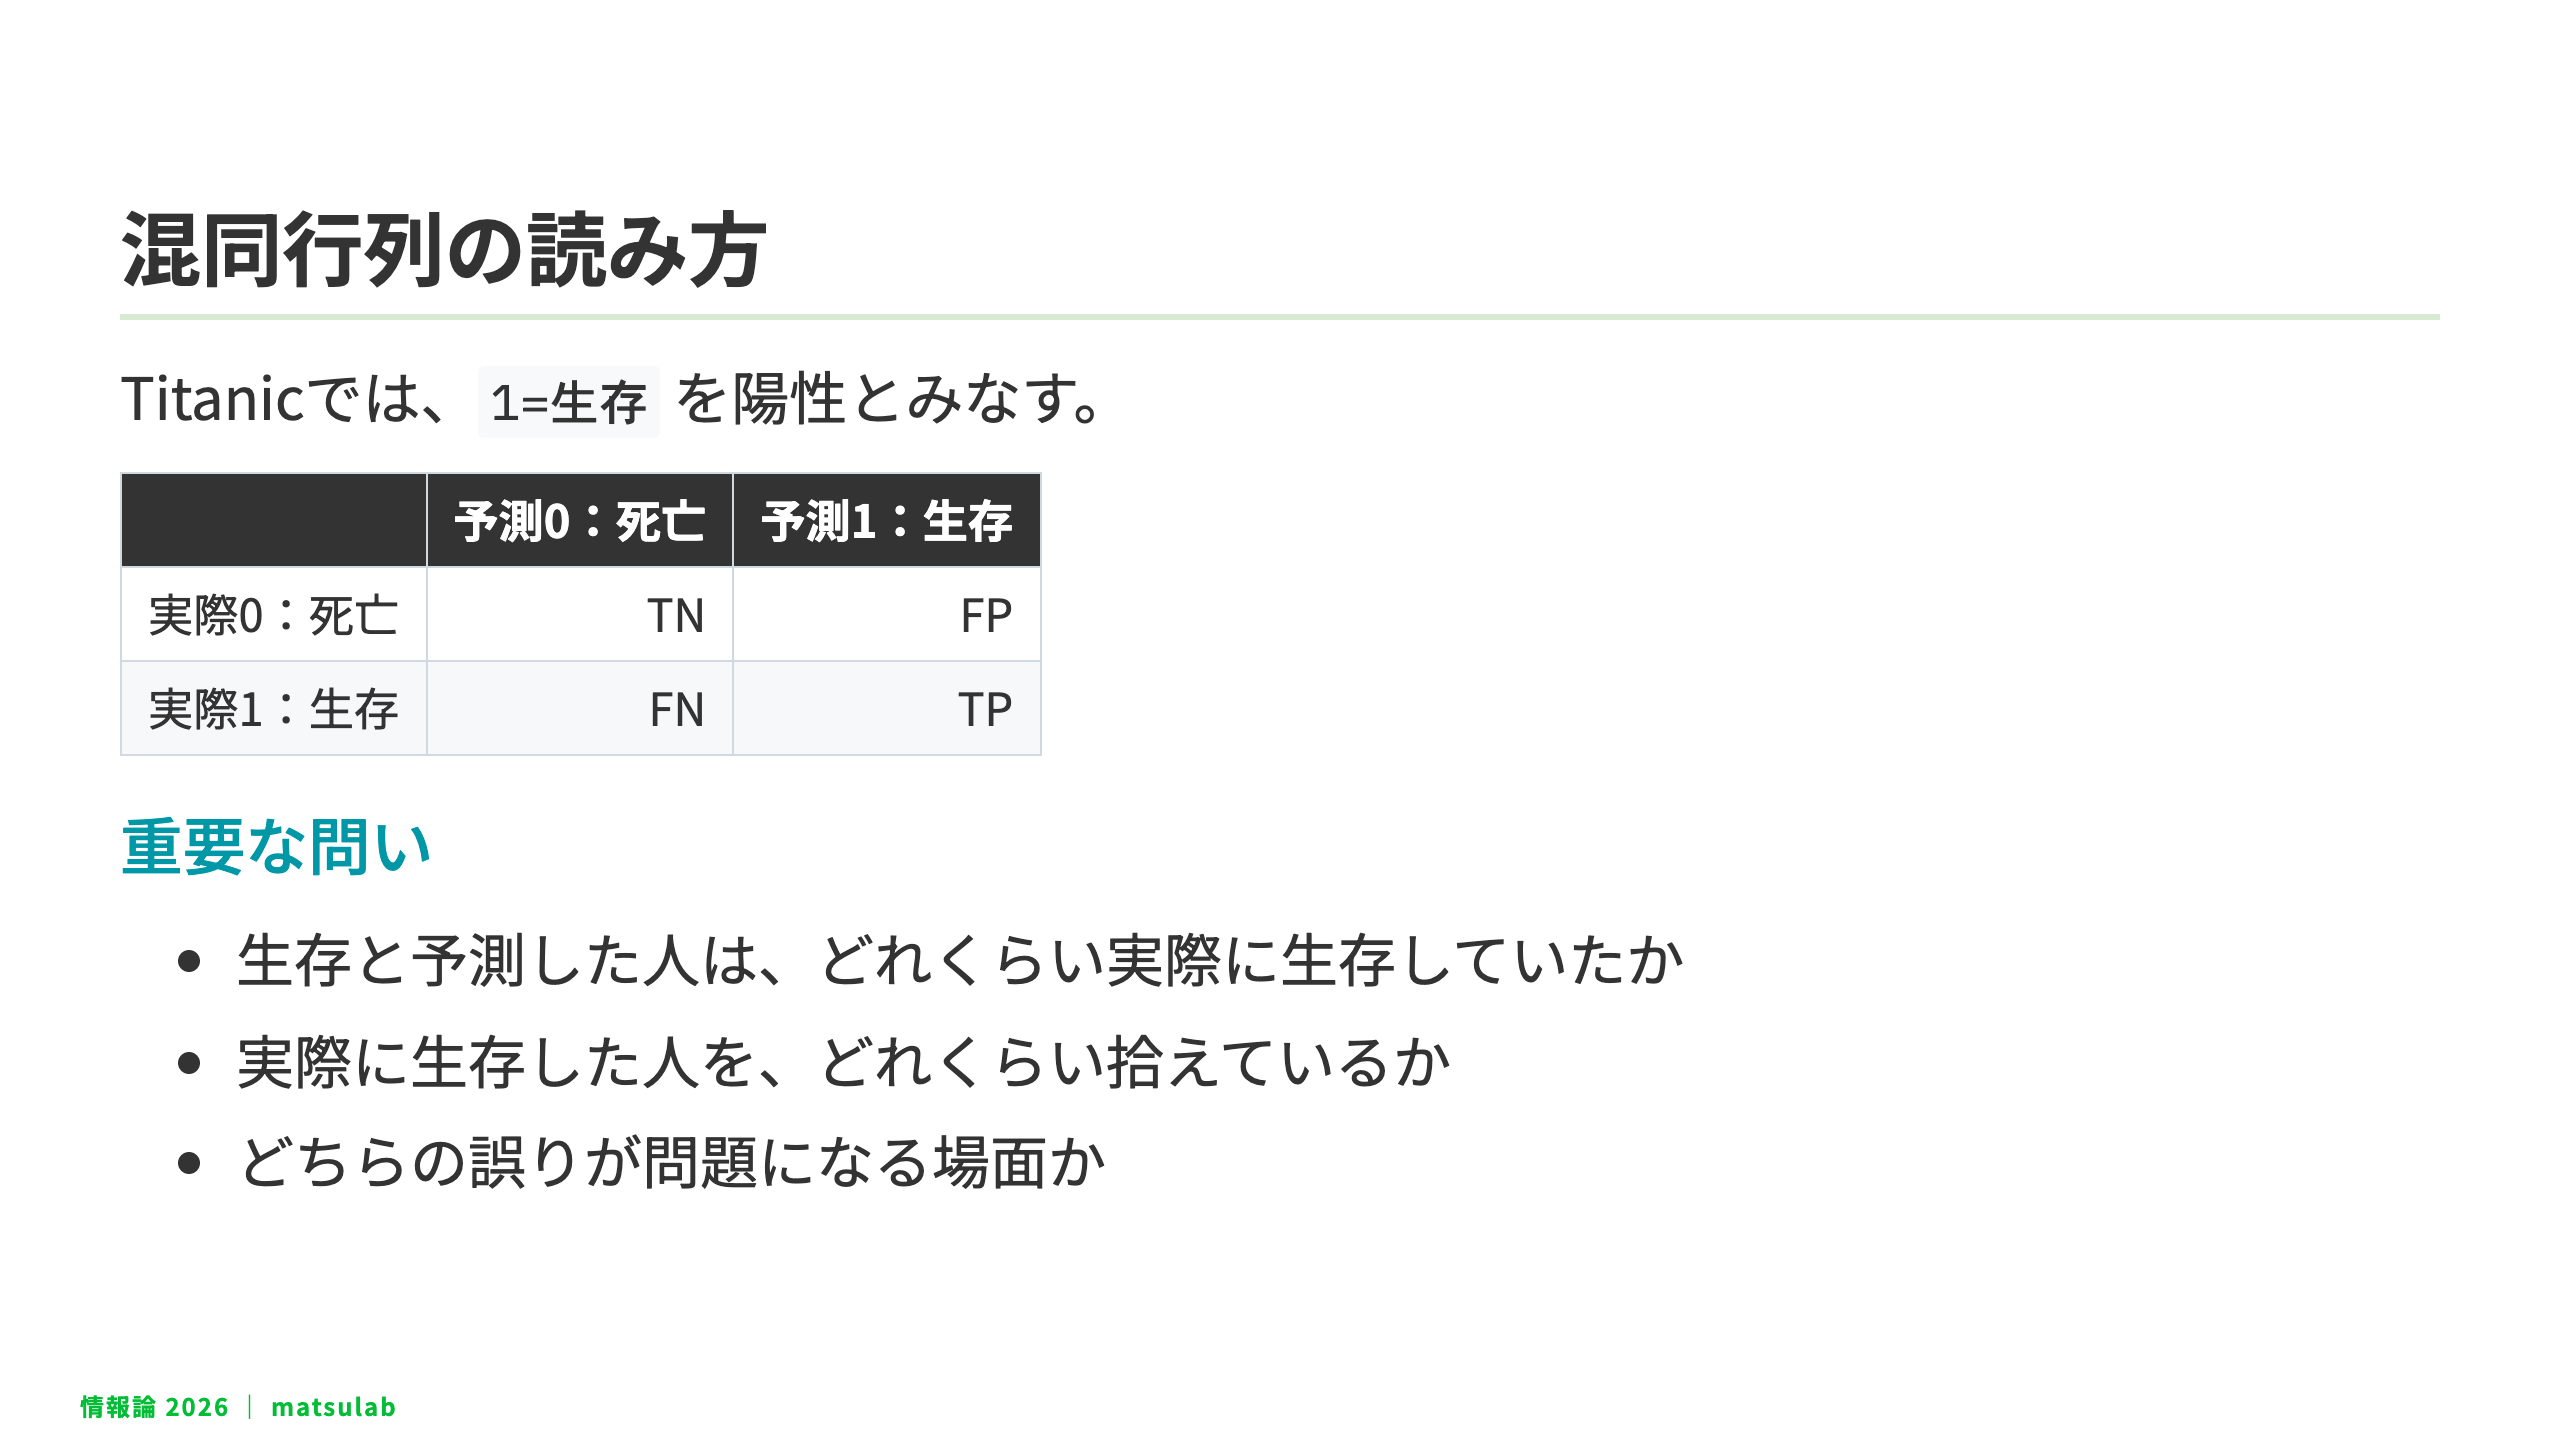 混同行列の読み方
Titanicでは、 1=生存 を陽性とみなす。
予測0：死亡 予測1：生存
実際0：死亡 TN FP
実際1：生存 FN TP
重要な問い
• 生存と予測した人は、どれくらい実際に生存していたか
• 実際に生存した人を、どれくらい拾えているか
• どちらの誤りが問題になる場面か
情報論 2026 ｜ matsulab